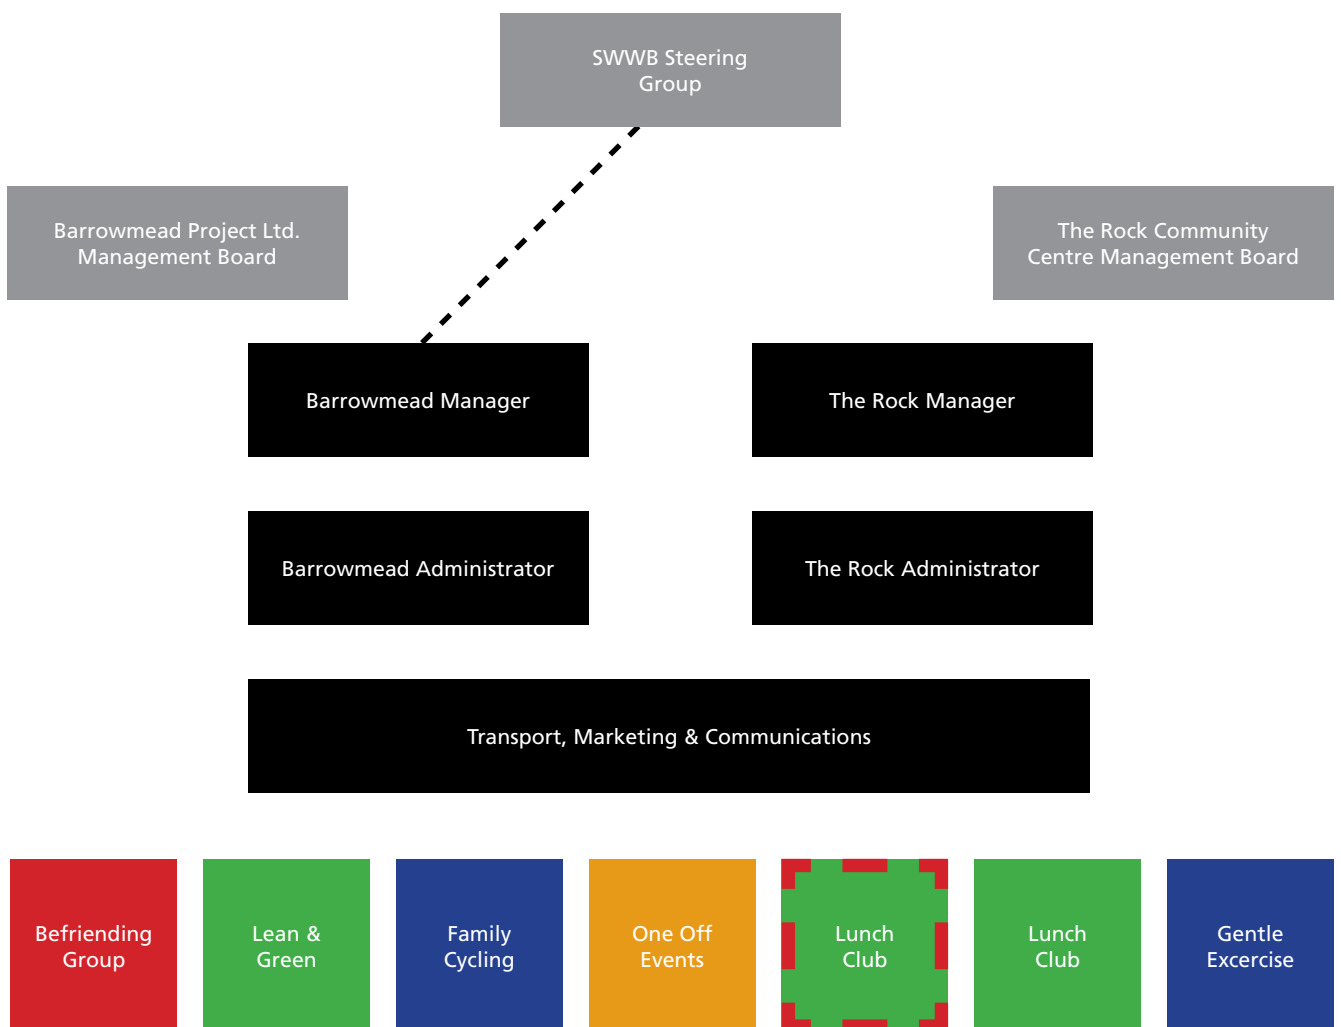 SWWB Steering
Group
Barrowmead Project Ltd.
Management Board
The Rock Community
Centre Management Board
Barrowmead Manager
The Rock Manager
Barrowmead Administrator
The Rock Administrator
Transport, Marketing & Communications
Befriending
Group
Lean &
Green
Family
Cycling
One Off
Events
Lunch
Club
Lunch
Club
Gentle
Excercise